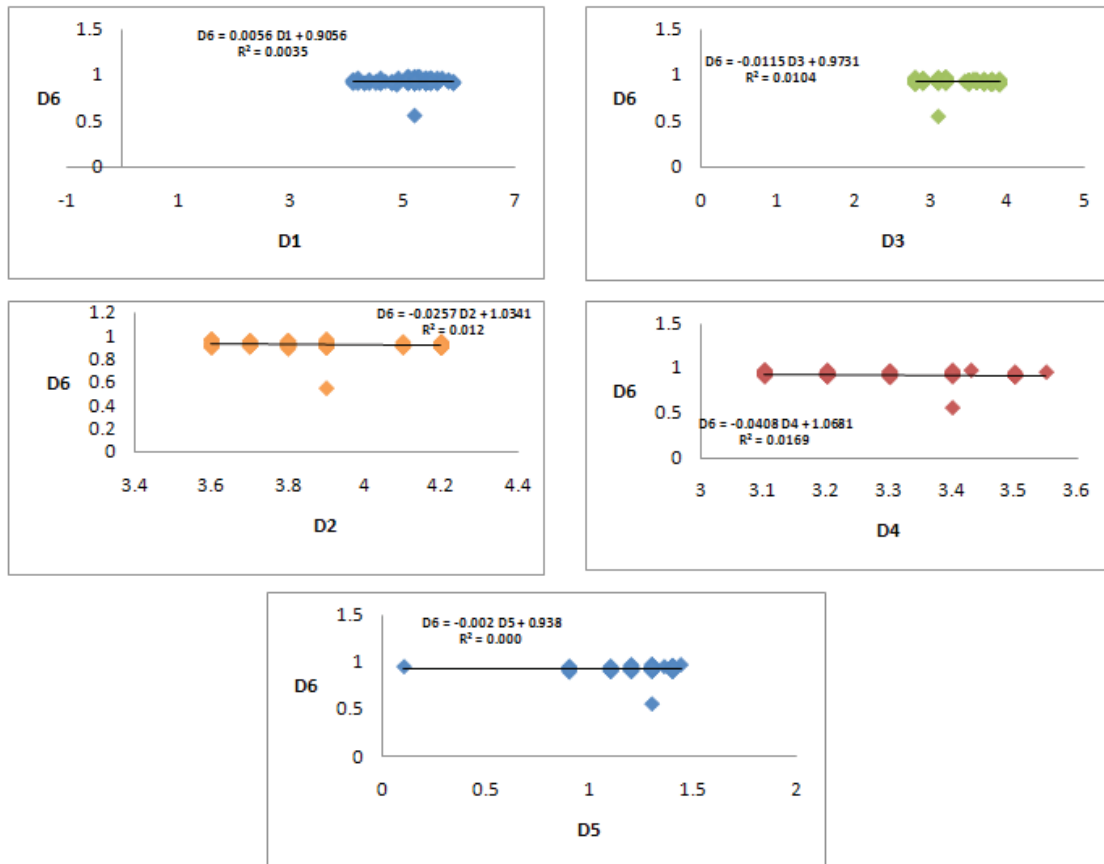 D6 = 0.0056 D1 + 0.9056
R² = 0.0035
1.5
1
0.5
0
D6
-1 1 3 5 7
D1
D6 = -0.0115 D3 + 0.9731
R² = 0.0104
1.5
1
0.5
0
D6
0 1 2 3 4 5
D3
D6 = -0.0257 D2 + 1.0341
R² = 0.012
1.2
1
0.8
0.6
0.4
0.2
0
D6
3.4 3.6 3.8 4 4.2 4.4
D2
1.5
1
0.5
0
D6
D6 = -0.0408 D4 + 1.0681
R² = 0.0169
3 3.1 3.2 3.3 3.4 3.5 3.6
D4
D6 = -0.002 D5 + 0.938
R² = 0.000
1.5
1
0.5
0
D6
0 0.5 1 1.5 2
D5